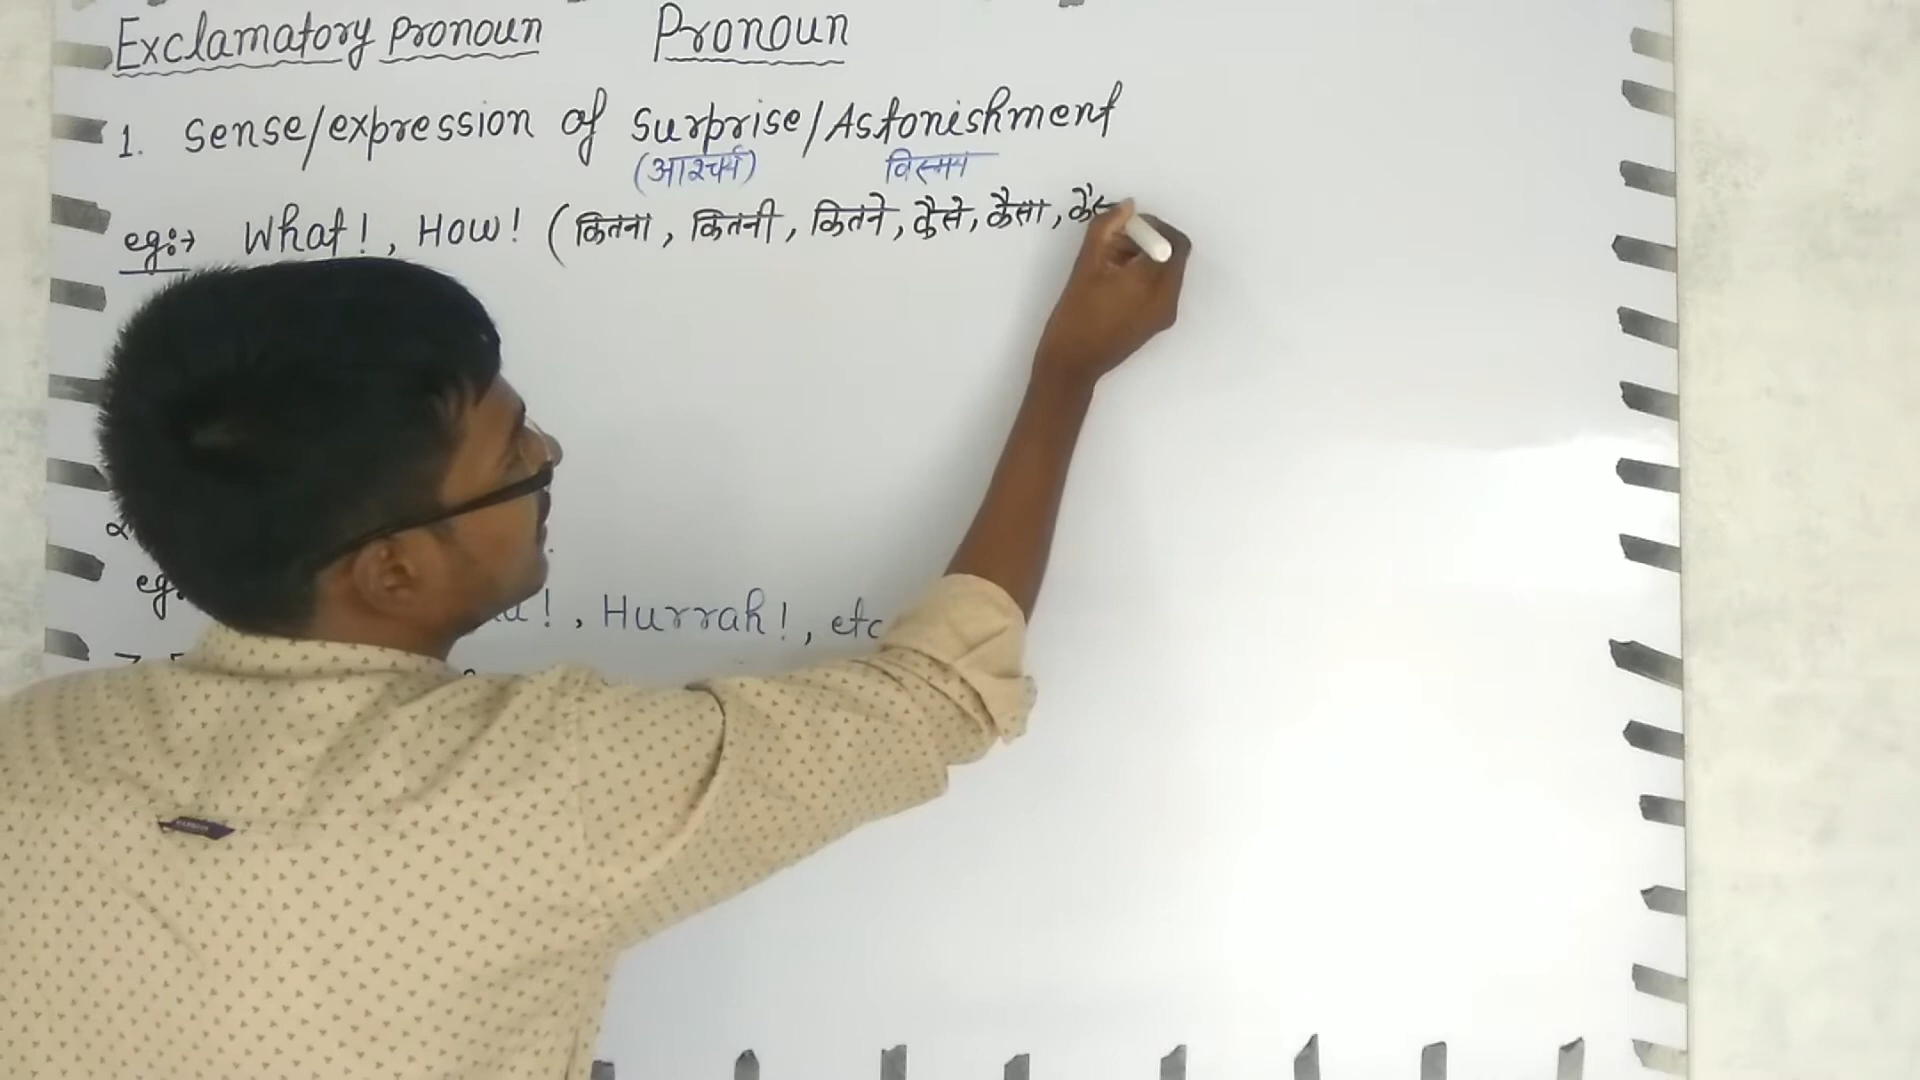 Exclamatory pronoun Pronoun
1. Sense/expression of Surprise/Astonishment
(आश्चर्य) विस्मय
eg:→ What!, How! (कितना, कितनी, कितने, कैसे, कैसा,
eg:
!, Hurrah!, etc